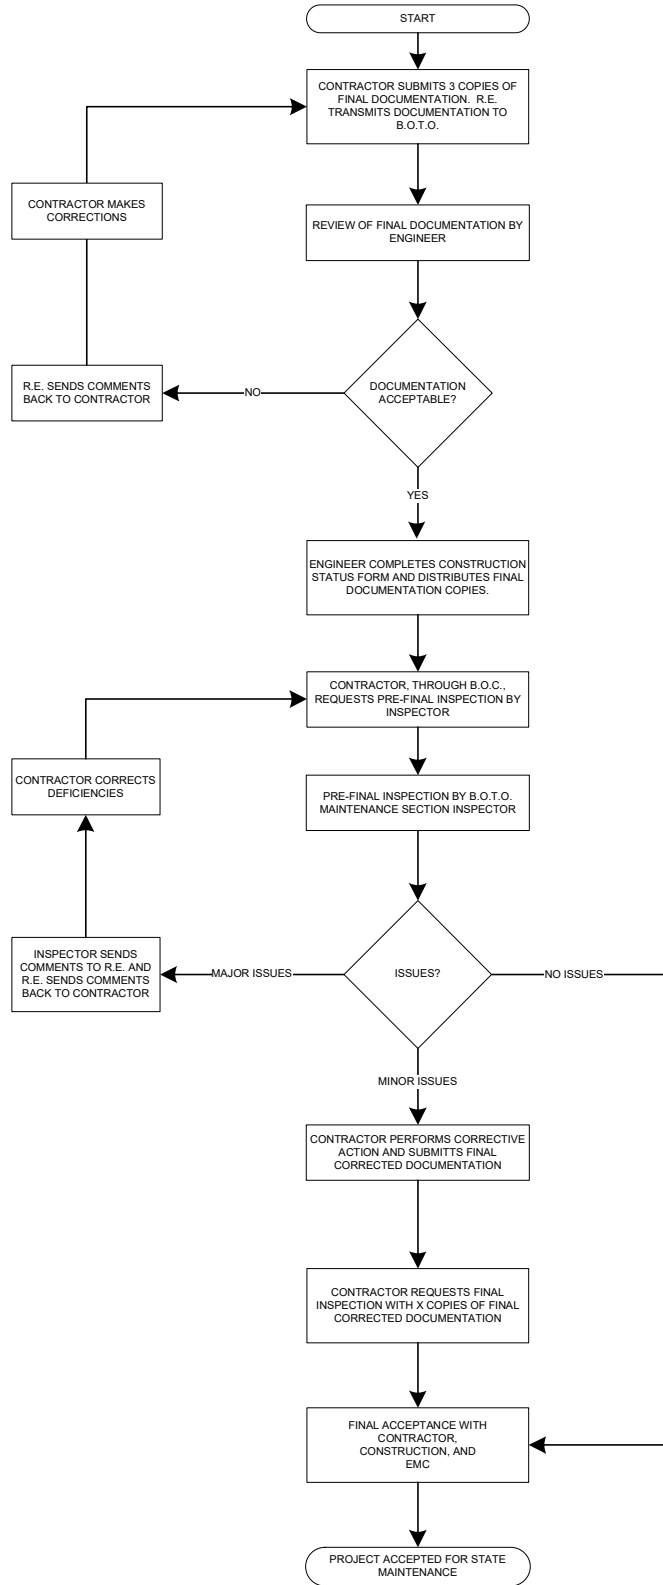 START
CONTRACTOR SUBMITS 3 COPIES OF
FINAL DOCUMENTATION.  R.E.
TRANSMITS DOCUMENTATION TO
B.O.T.O.
CONTRACTOR MAKES
CORRECTIONS
REVIEW OF FINAL DOCUMENTATION BY
ENGINEER
R.E. SENDS COMMENTS
BACK TO CONTRACTOR
NO
DOCUMENTATION
ACCEPTABLE?
YES
ENGINEER COMPLETES CONSTRUCTION
STATUS FORM AND DISTRIBUTES FINAL
DOCUMENTATION COPIES.
CONTRACTOR, THROUGH B.O.C.,
REQUESTS PRE-FINAL INSPECTION BY
INSPECTOR
CONTRACTOR CORRECTS
DEFICIENCIES
PRE-FINAL INSPECTION BY B.O.T.O.
MAINTENANCE SECTION INSPECTOR
INSPECTOR SENDS
COMMENTS TO R.E. AND
R.E. SENDS COMMENTS
BACK TO CONTRACTOR
MAJOR ISSUES
ISSUES?
NO ISSUES
MINOR ISSUES
CONTRACTOR PERFORMS CORRECTIVE
ACTION AND SUBMITTS FINAL
CORRECTED DOCUMENTATION
CONTRACTOR REQUESTS FINAL
INSPECTION WITH X COPIES OF FINAL
CORRECTED DOCUMENTATION
FINAL ACCEPTANCE WITH
CONTRACTOR,
CONSTRUCTION, AND
EMC
PROJECT ACCEPTED FOR STATE
MAINTENANCE